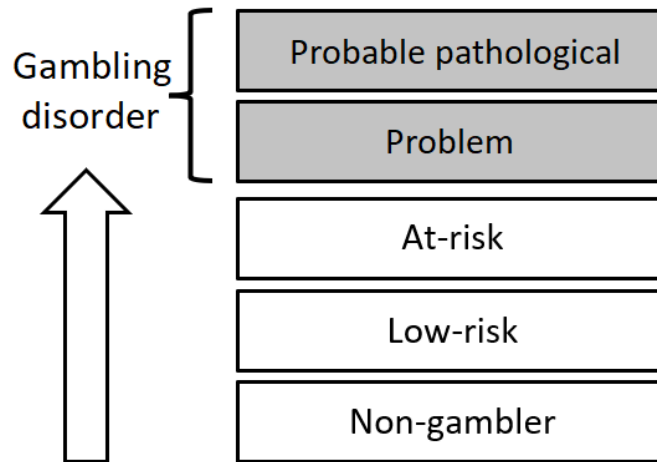 Gambling
disorder
Probable pathological
Problem
At-risk
Low-risk
Non-gambler